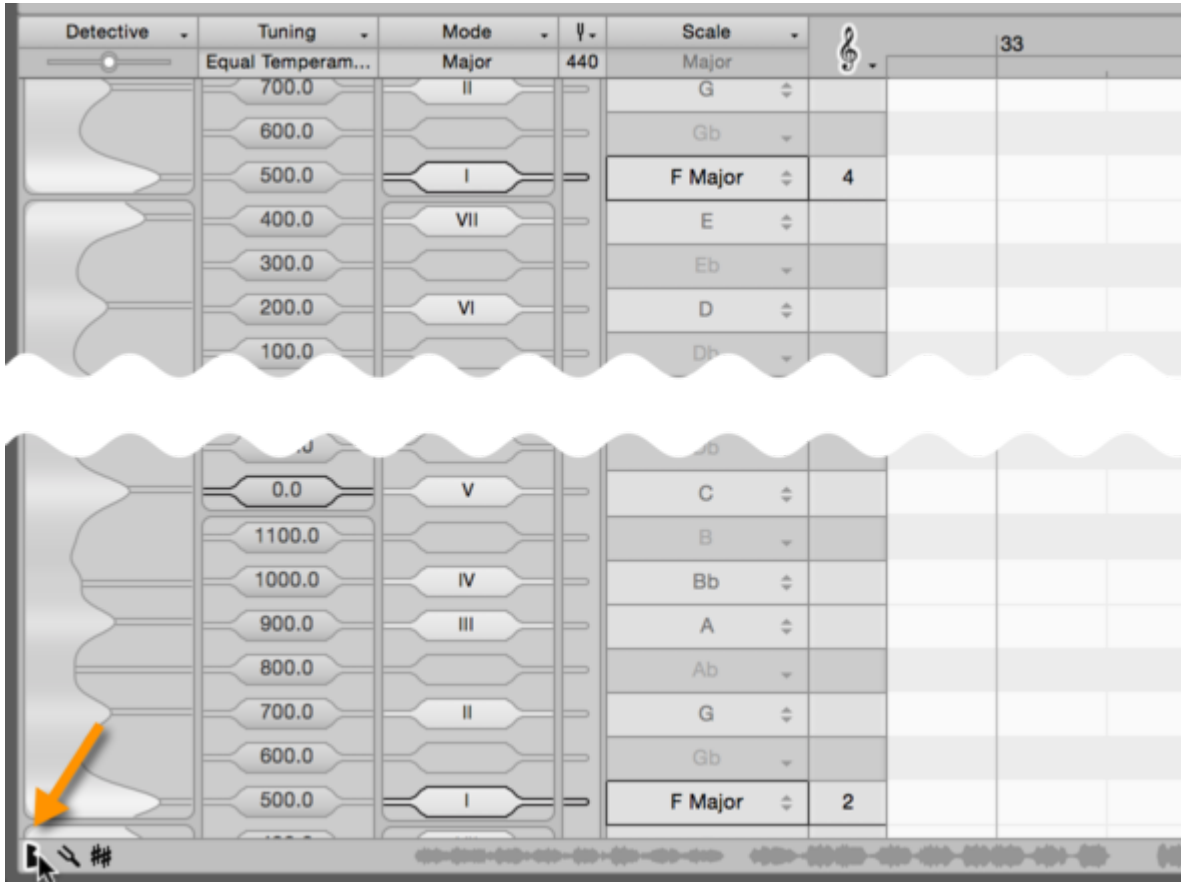 Detective Tuning Mode Scale
33
Equal Temperam... Major 440 Major
700.0 II G
600.0 Gb
500.0 I F Major 4
400.0 VII E
300.0 Eb
200.0 VI D
100.0 Db
Db
0.0 V C
1100.0 B
1000.0 IV Bb
900.0 III A
800.0 Ab
700.0 II G
600.0 Gb
500.0 I F Major 2